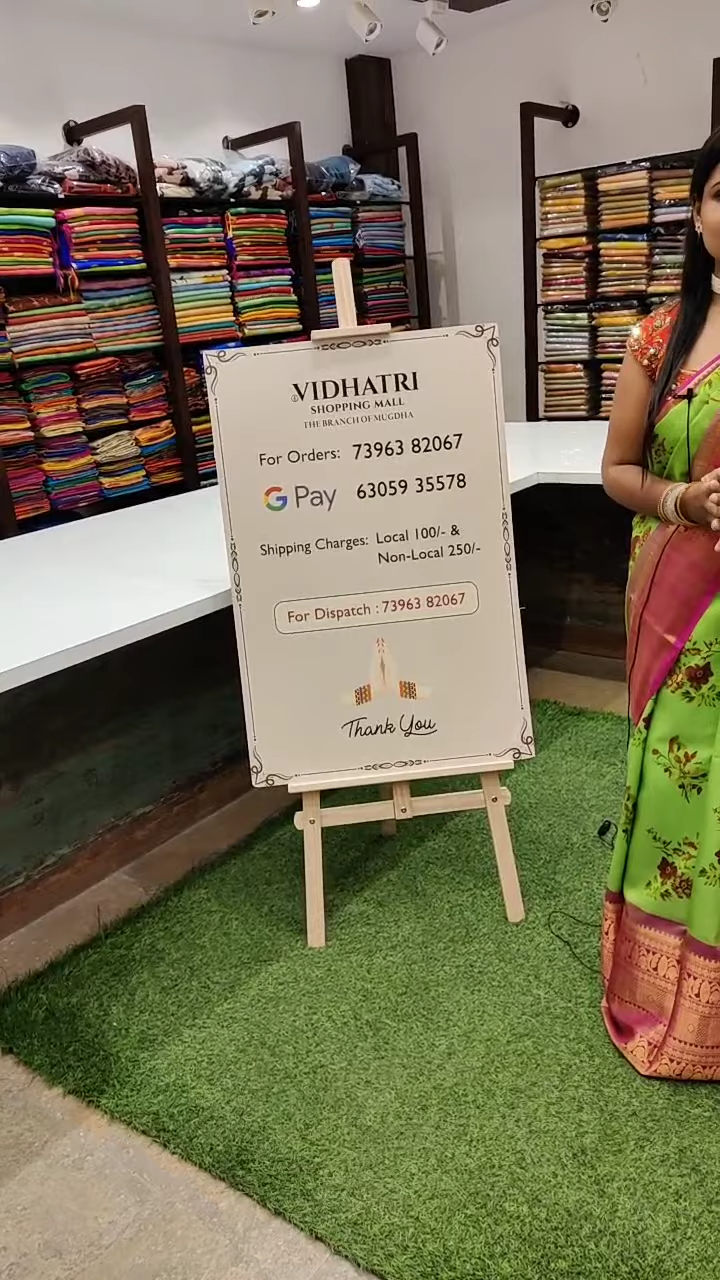 VIDHATRI
SHOPPING MALL
THE BRANCH OF MUGDHA
For Orders: 73963 82067
G Pay 63059 35578
Shipping Charges: Local 100/- &
Non-Local 250/-
For Dispatch : 73963 82067
Thank You